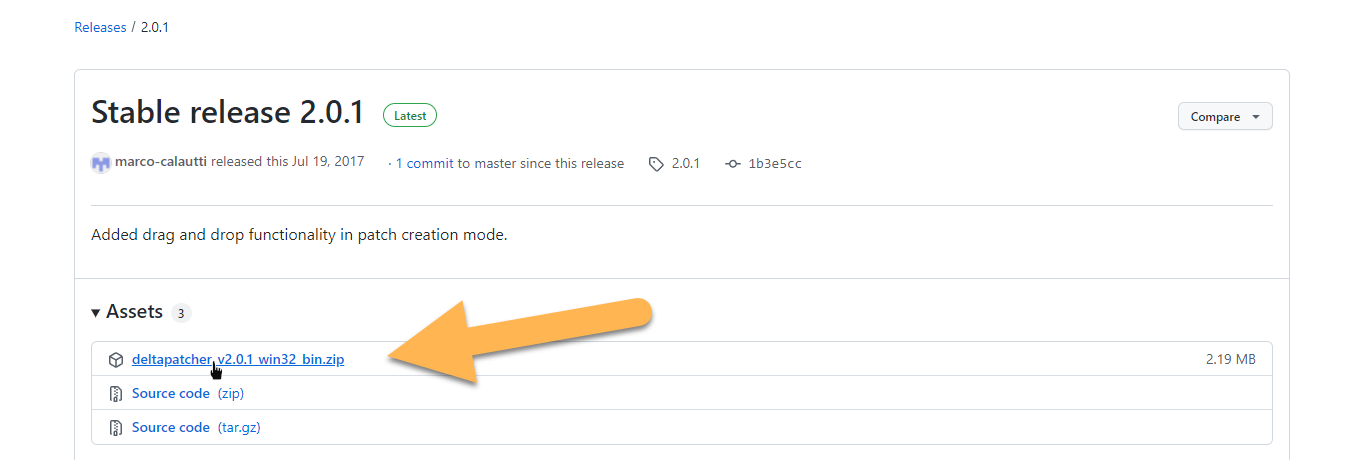 Releases / 2.0.1
Stable release 2.0.1 Latest
Compare
marco-calautti released this Jul 19, 2017 · 1 commit to master since this release 2.0.1 1b3e5cc
Added drag and drop functionality in patch creation mode.
Assets 3
deltapatcher_v2.0.1_win32_bin.zip 2.19 MB
Source code (zip)
Source code (tar.gz)